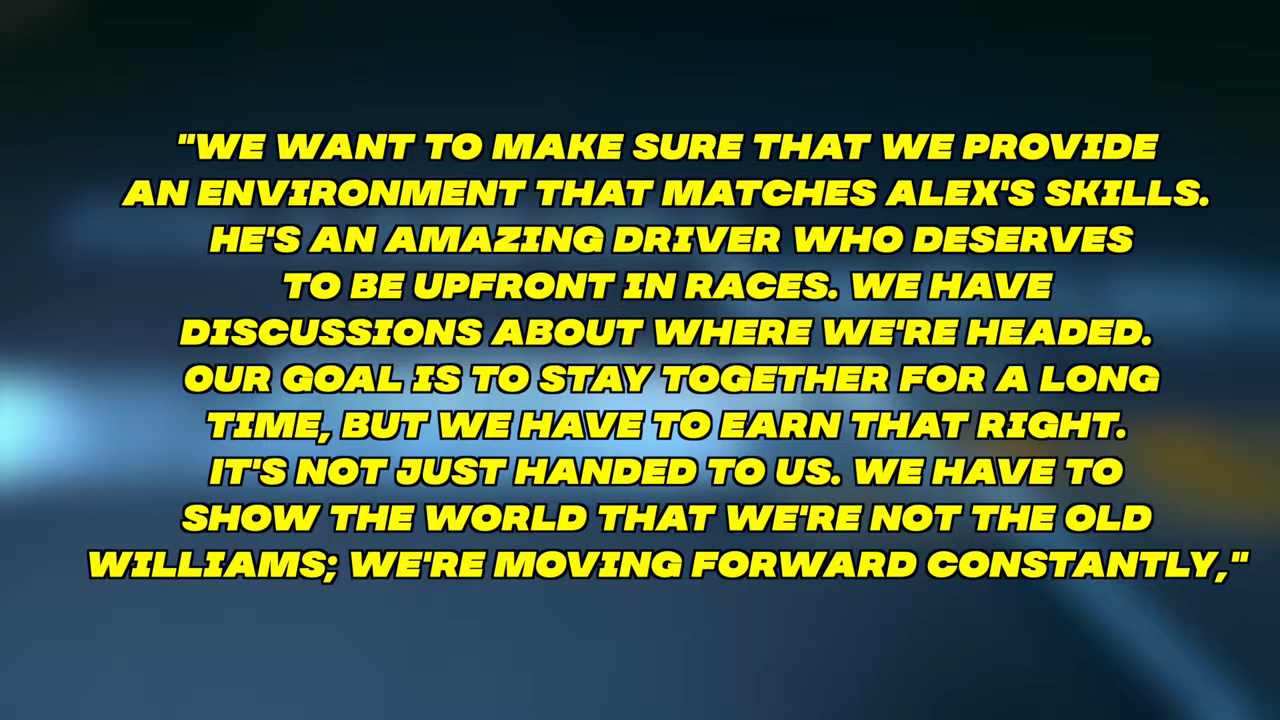 "WE WANT TO MAKE SURE THAT WE PROVIDE
AN ENVIRONMENT THAT MATCHES ALEX'S SKILLS.
HE'S AN AMAZING DRIVER WHO DESERVES
TO BE UPFRONT IN RACES. WE HAVE
DISCUSSIONS ABOUT WHERE WE'RE HEADED.
OUR GOAL IS TO STAY TOGETHER FOR A LONG
TIME, BUT WE HAVE TO EARN THAT RIGHT.
IT'S NOT JUST HANDED TO US. WE HAVE TO
SHOW THE WORLD THAT WE'RE NOT THE OLD
WILLIAMS; WE'RE MOVING FORWARD CONSTANTLY,"